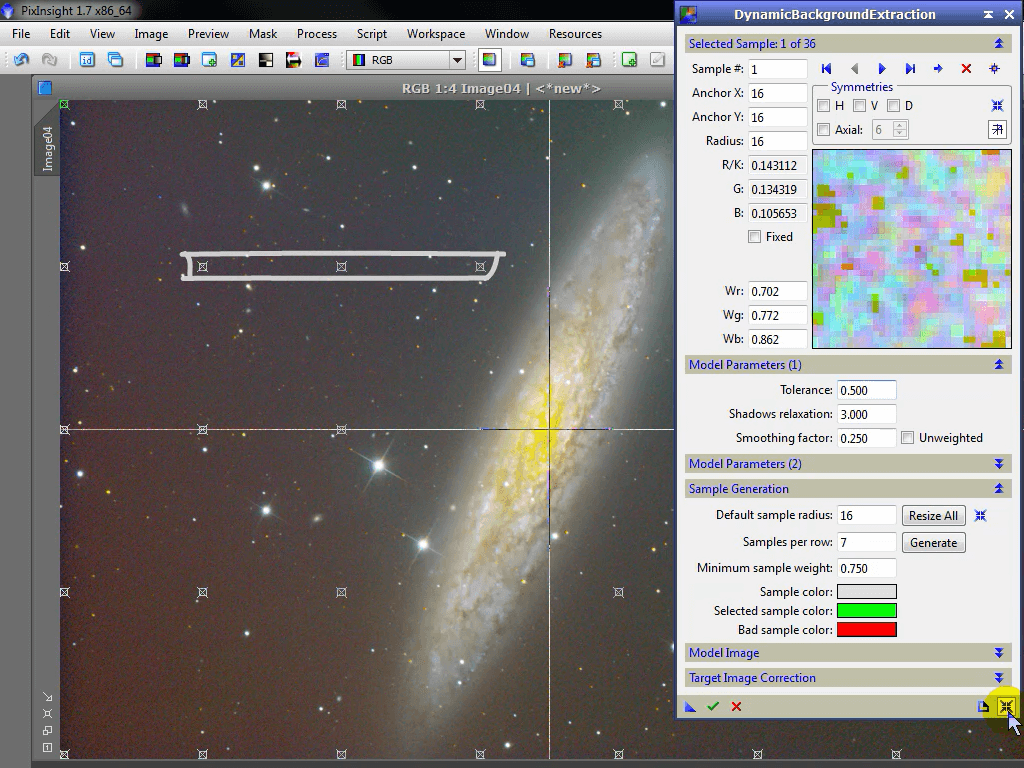 PixInsight 1.7 x86_64
File Edit View Image Preview Mask Process Script Workspace Window Resources
id RGB
RGB 1:4 Image04 | <*new*>
Image04
DynamicBackgroundExtraction
Selected Sample: 1 of 36
Sample #: 1
Anchor X: 16
Anchor Y: 16
Radius: 16
R/K: 0.143112
G: 0.134319
B: 0.105653
Fixed
Wr: 0.702
Wg: 0.772
Wb: 0.862
Symmetries
H V D
Axial: 6
Model Parameters (1)
Tolerance: 0.500
Shadows relaxation: 3.000
Smoothing factor: 0.250 Unweighted
Model Parameters (2)
Sample Generation
Default sample radius: 16 Resize All
Samples per row: 7 Generate
Minimum sample weight: 0.750
Sample color:
Selected sample color:
Bad sample color:
Model Image
Target Image Correction